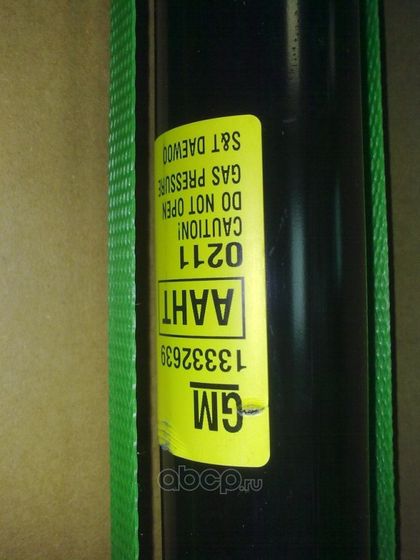 GM
13332639
AAHT
0211
CAUTION!
DO NOT OPEN
GAS PRESSURE
S&T DAEWOO
abcp.ru